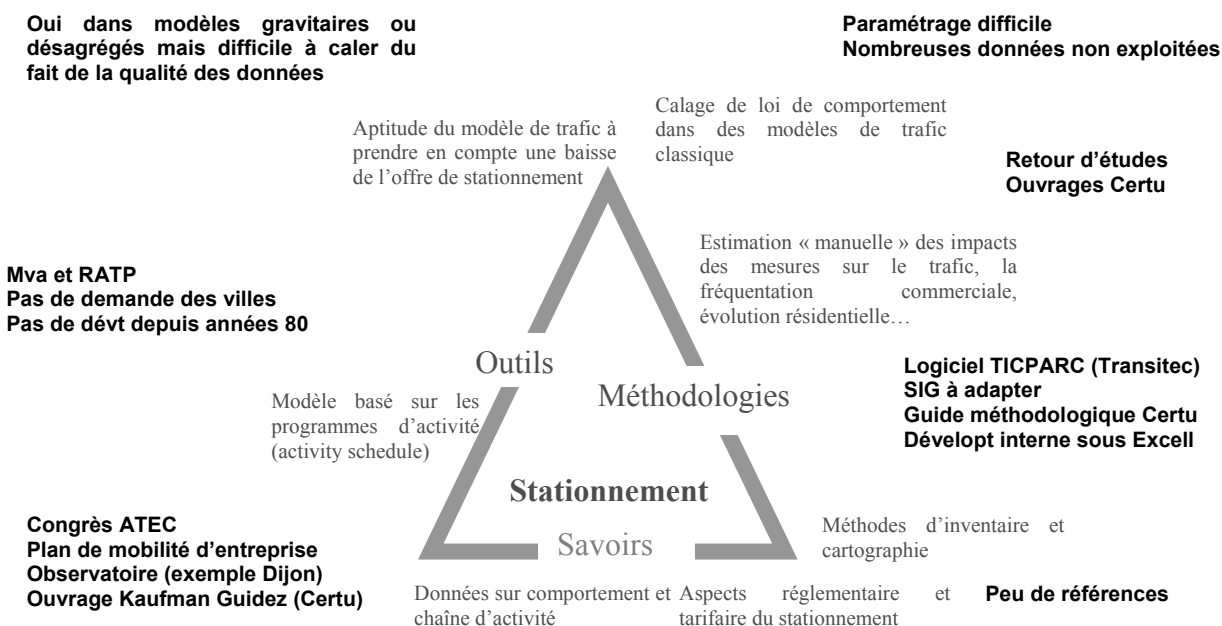 Oui dans modèles gravitaires ou
désagrégés mais difficile à caler du
fait de la qualité des données
Paramétrage difficile
Nombreuses données non exploitées
Aptitude du modèle de trafic à
prendre en compte une baisse
de l'offre de stationnement
Calage de loi de comportement
dans des modèles de trafic
classique
Retour d'études
Ouvrages Certu
Estimation « manuelle » des impacts
des mesures sur le trafic, la
fréquentation commerciale,
évolution résidentielle…
Mva et RATP
Pas de demande des villes
Pas de dévt depuis années 80
Outils
Méthodologies
Logiciel TICPARC (Transitec)
SIG à adapter
Guide méthodologique Certu
Dévelopt interne sous Excell
Modèle basé sur les
programmes d'activité
(activity schedule)
Stationnement
Savoirs
Congrès ATEC
Plan de mobilité d'entreprise
Observatoire (exemple Dijon)
Ouvrage Kaufman Guidez (Certu)
Méthodes d'inventaire et
cartographie
Données sur comportement et
chaîne d'activité
Aspects réglementaire et
tarifaire du stationnement
Peu de références